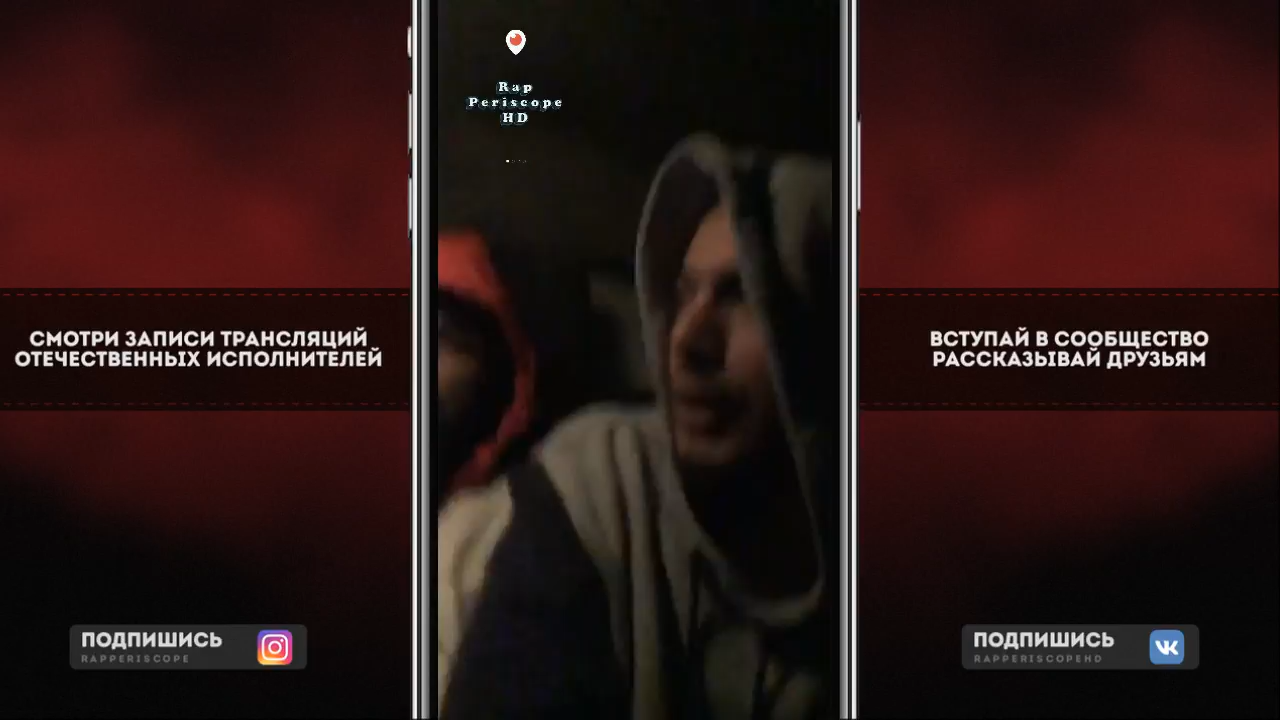 Rap
Periscope
HD
СМОТРИ ЗАПИСИ ТРАНСЛЯЦИЙ
ОТЕЧЕСТВЕННЫХ ИСПОЛНИТЕЛЕЙ
ВСТУПАЙ В СООБЩЕСТВО
РАССКАЗЫВАЙ ДРУЗЬЯМ
ПОДПИШИСЬ
RAPPERISCOPE
ПОДПИШИСЬ
RAPPERISCOPEHD